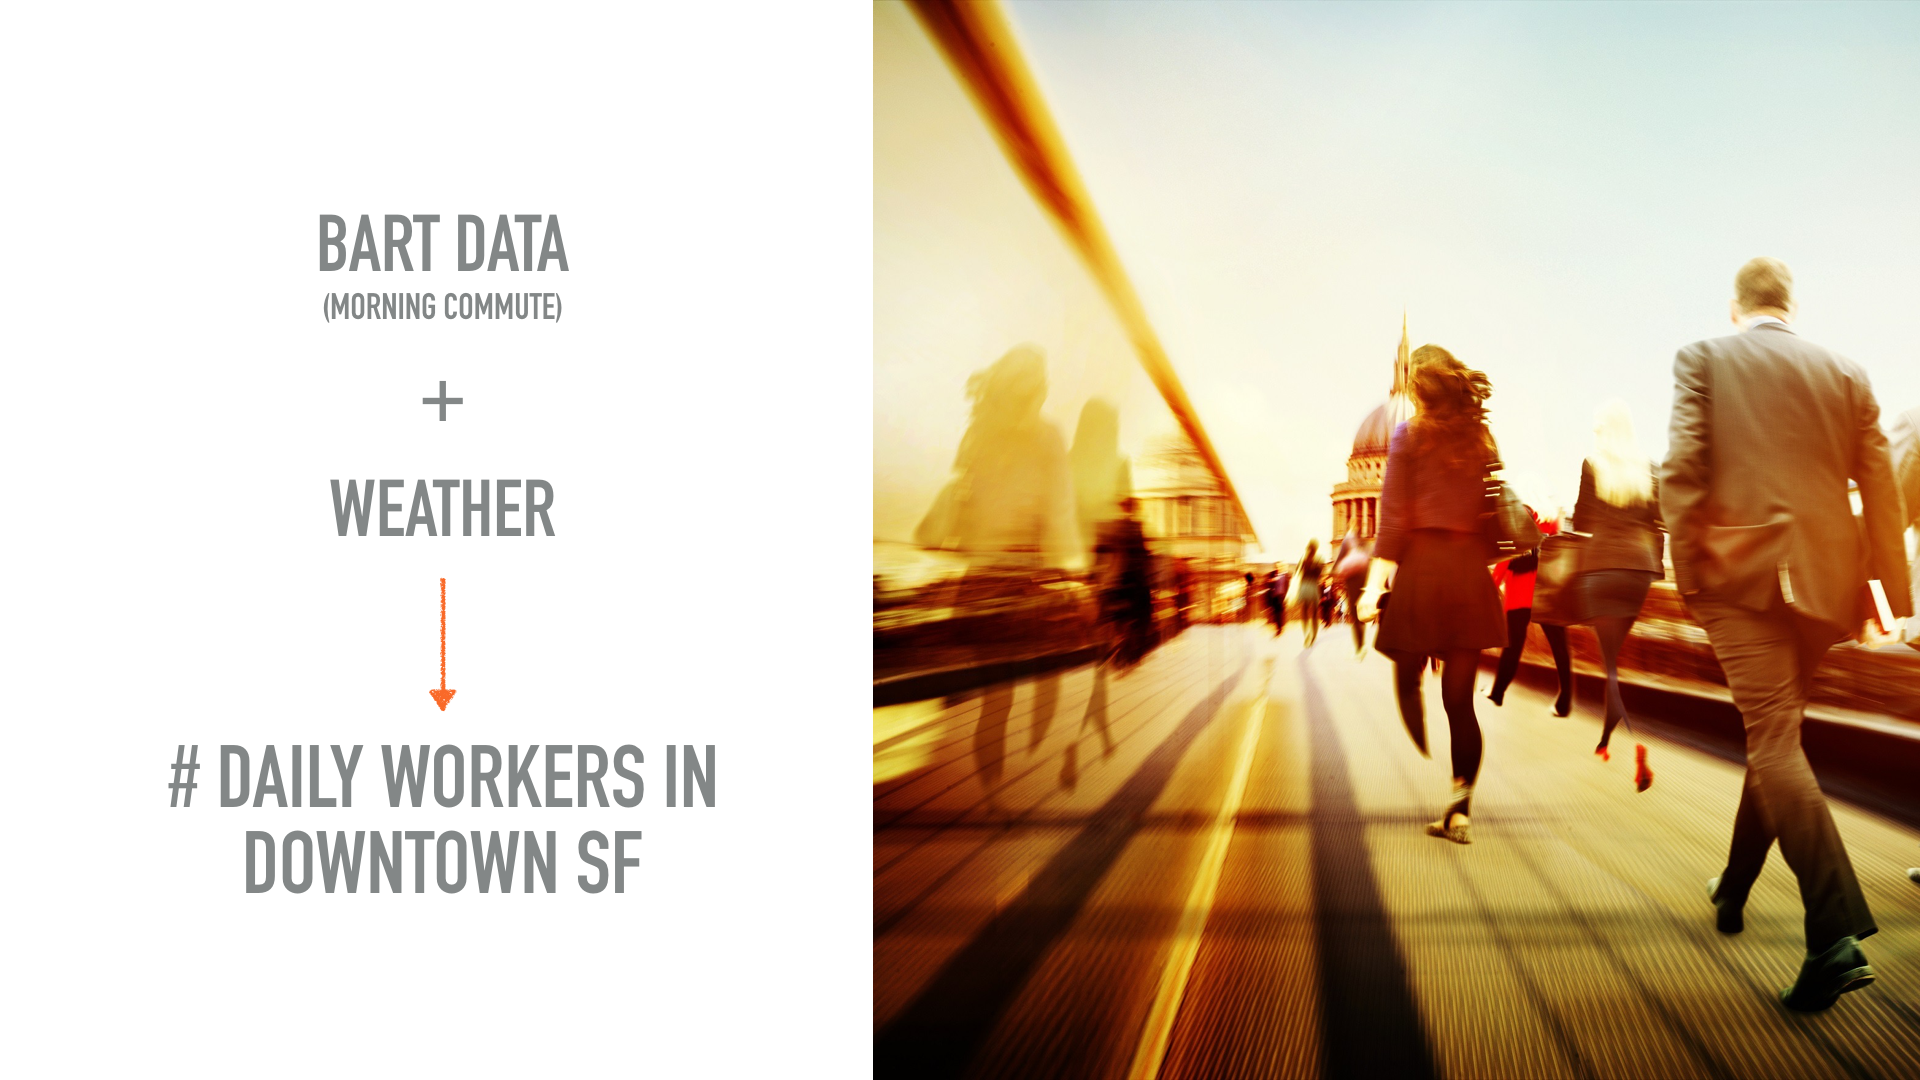 BART DATA
(MORNING COMMUTE)
+
WEATHER
# DAILY WORKERS IN
DOWNTOWN SF